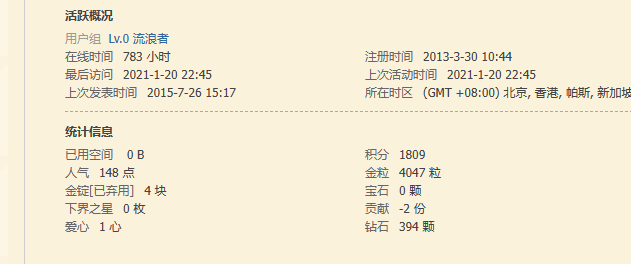 活跃概况
用户组 Lv.0 流浪者
在线时间 783 小时 注册时间 2013-3-30 10:44
最后访问 2021-1-20 22:45 上次活动时间 2021-1-20 22:45
上次发表时间 2015-7-26 15:17 所在时区 (GMT +08:00) 北京, 香港, 帕斯, 新加坡
统计信息
已用空间 0 B 积分 1809
人气 148 点 金粒 4047 粒
金锭[已弃用] 4 块 宝石 0 颗
下界之星 0 枚 贡献 -2 份
爱心 1 心 钻石 394 颗